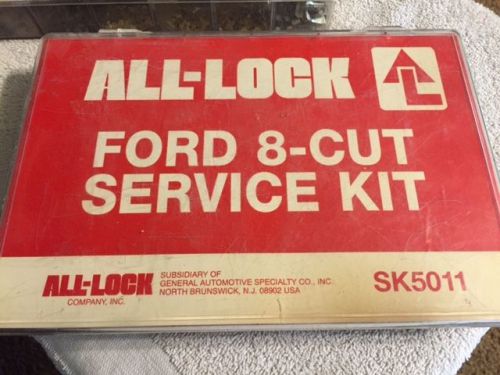 ALL-LOCK
FORD 8-CUT
SERVICE KIT
ALL-LOCK
COMPANY, INC.
SUBSIDIARY OF
GENERAL AUTOMOTIVE SPECIALTY CO., INC.
NORTH BRUNSWICK, N.J. 08902 USA
SK5011